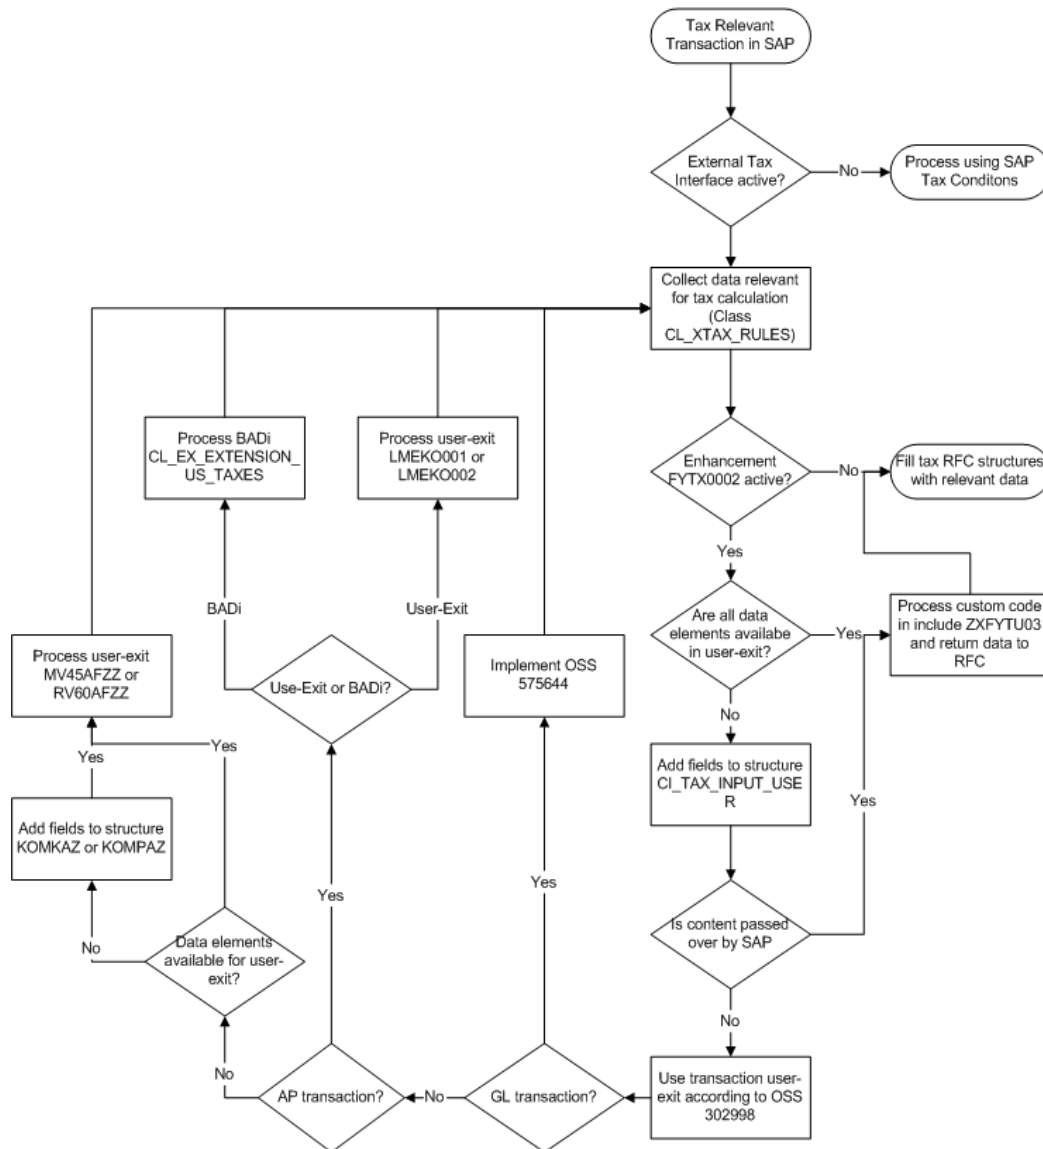 Tax Relevant
Transaction in SAP
External Tax
Interface active?
No
Process using SAP
Tax Conditons
Collect data relevant
for tax calculation
(Class
CL_XTAX_RULES)
Process BADi
CL_EX_EXTENSION_
US_TAXES
Process user-exit
LMEKO001 or
LMEKO002
Enhancement
FYTX0002 active?
No
Fill tax RFC structures
with relevant data
Yes
BADi
User-Exit
Are all data
elements availabe
in user-exit?
Yes
Process custom code
in include ZXFYTU03
and return data to
RFC
Process user-exit
MV45AFZZ or
RV60AFZZ
Use-Exit or BADi?
Implement OSS
575644
No
Yes
Yes
Add fields to structure
CI_TAX_INPUT_USE
R
Yes
Add fields to structure
KOMKAZ or KOMPAZ
Yes
Yes
Is content passed
over by SAP
No
Data elements
available for user-
exit?
No
No
AP transaction?
No
GL transaction?
Use transaction user-
exit according to OSS
302998